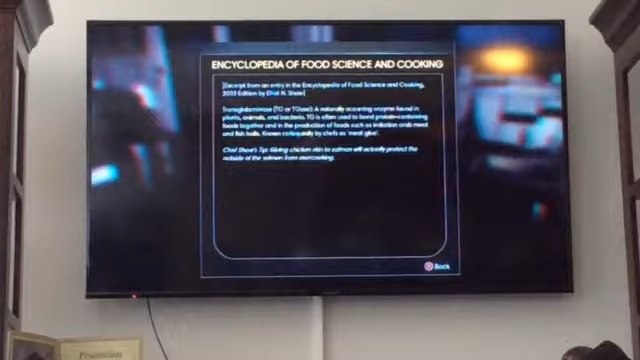 ENCYCLOPEDIA OF FOOD SCIENCE AND COOKING
[Excerpt from an entry in the Encyclopedia of Food Science and Cooking,
Edition by N. Shaw]
Transglutaminase (TG or TGase): A naturally occurring enzyme found in
plants, animals, and bacteria. TG is often used to bond protein-containing
foods together and in the production of foods such as imitation crab meat
and fish balls. Known colloquially by chefs as 'meat glue'.
Chef Shaw's Tip: Gluing chicken skin to salmon will actually protect the
outside of the salmon from overcooking.
Back